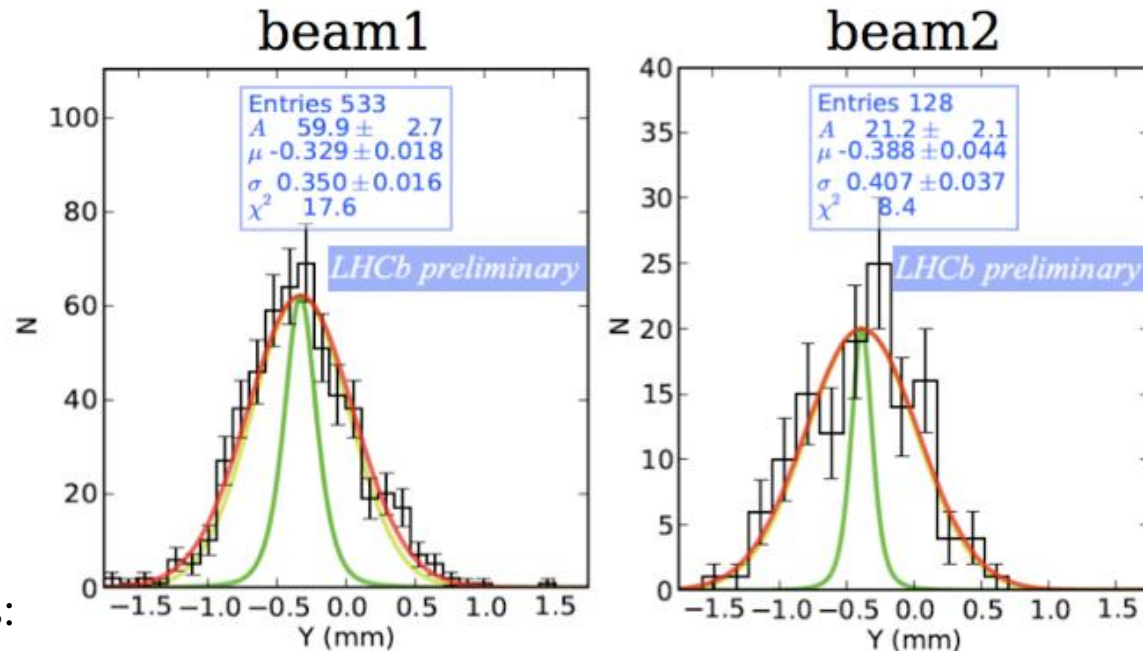 beam1
100
80
60
40
20
0
N
Entries 533
A 59.9 ± 2.7
μ -0.329 ± 0.018
σ 0.350 ± 0.016
χ² 17.6
LHCb preliminary
−1.5 −1.0 −0.5 0.0 0.5 1.0 1.5
Y (mm)
beam2
40
35
30
25
20
15
10
5
0
N
Entries 128
A 21.2 ± 2.1
μ -0.388 ± 0.044
σ 0.407 ± 0.037
χ² 8.4
LHCb preliminary
−1.5 −1.0 −0.5 0.0 0.5 1.0 1.5
Y (mm)